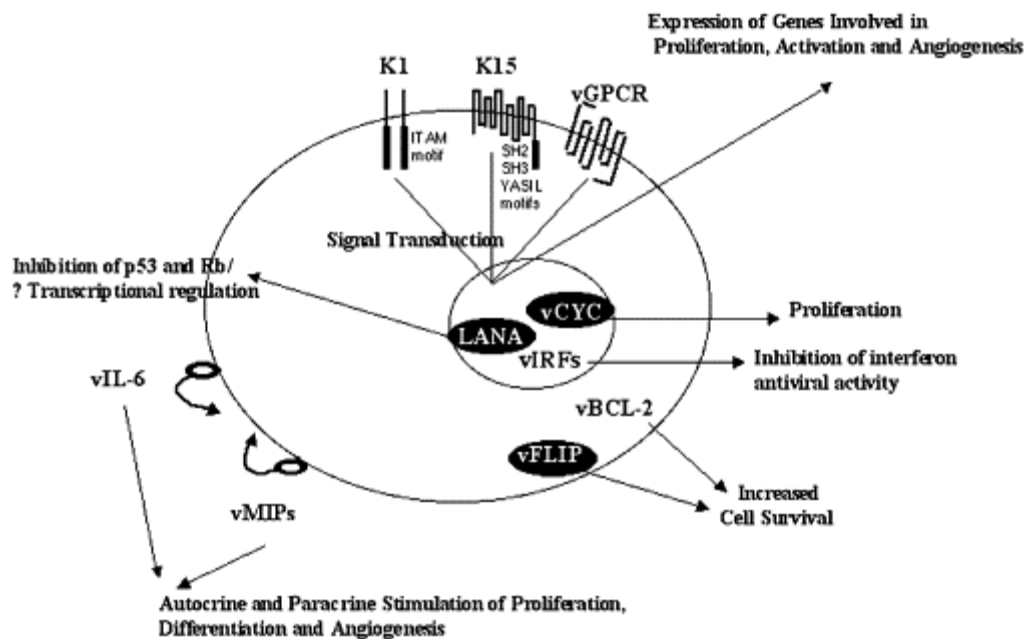 Expression of Genes Involved in
Proliferation, Activation and Angiogenesis
K1
K15
vGPCR
ITAM
motif
SH2
SH3
YASIL
motifs
Signal Transduction
Inhibition of p53 and Rb/
? Transcriptional regulation
vCYC
LANA
vIRFs
Proliferation
Inhibition of interferon
antiviral activity
vIL-6
vBCL-2
vFLIP
vMIPs
Increased
Cell Survival
Autocrine and Paracrine Stimulation of Proliferation,
Differentiation and Angiogenesis